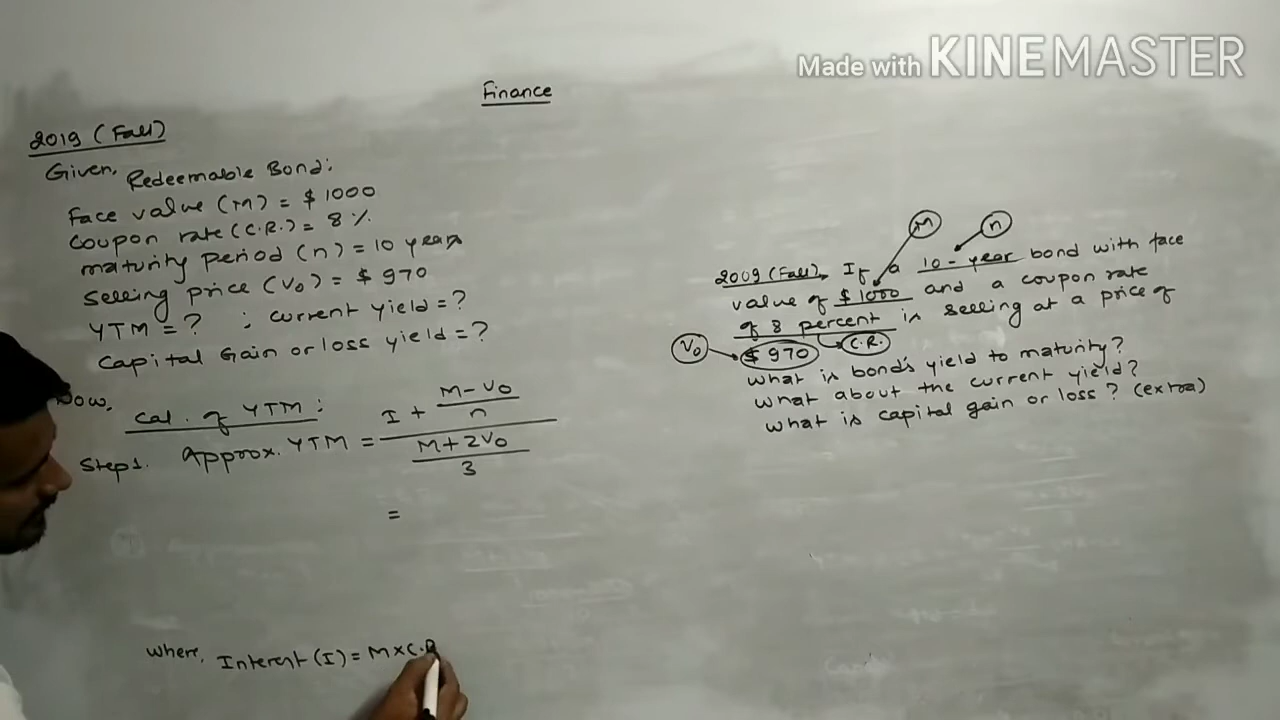 Made with KINEMASTER
Finance
2019 (Fall)
Given, Redeemable Bond:
Face value (M) = $ 1000
Coupon rate (C.R.) = 8 %
maturity period (n) = 10 years
Selling price (V₀) = $ 970
YTM = ? ; current yield = ?
Capital Gain or loss yield = ?
Now,
Cal. of YTM:
Step 1. Approx. YTM = (I + (M - V₀)/n) / ((M + 2V₀)/3)
=
where, Interest (I) = M × C.R
M n
2009 (Fall), If a 10-year bond with face
value of $ 1000 and a coupon rate
of 8 percent is selling at a price of
V₀ $ 970 C.R.
what is bond's yield to maturity?
what about the current yield?
what is capital gain or loss? (extra)